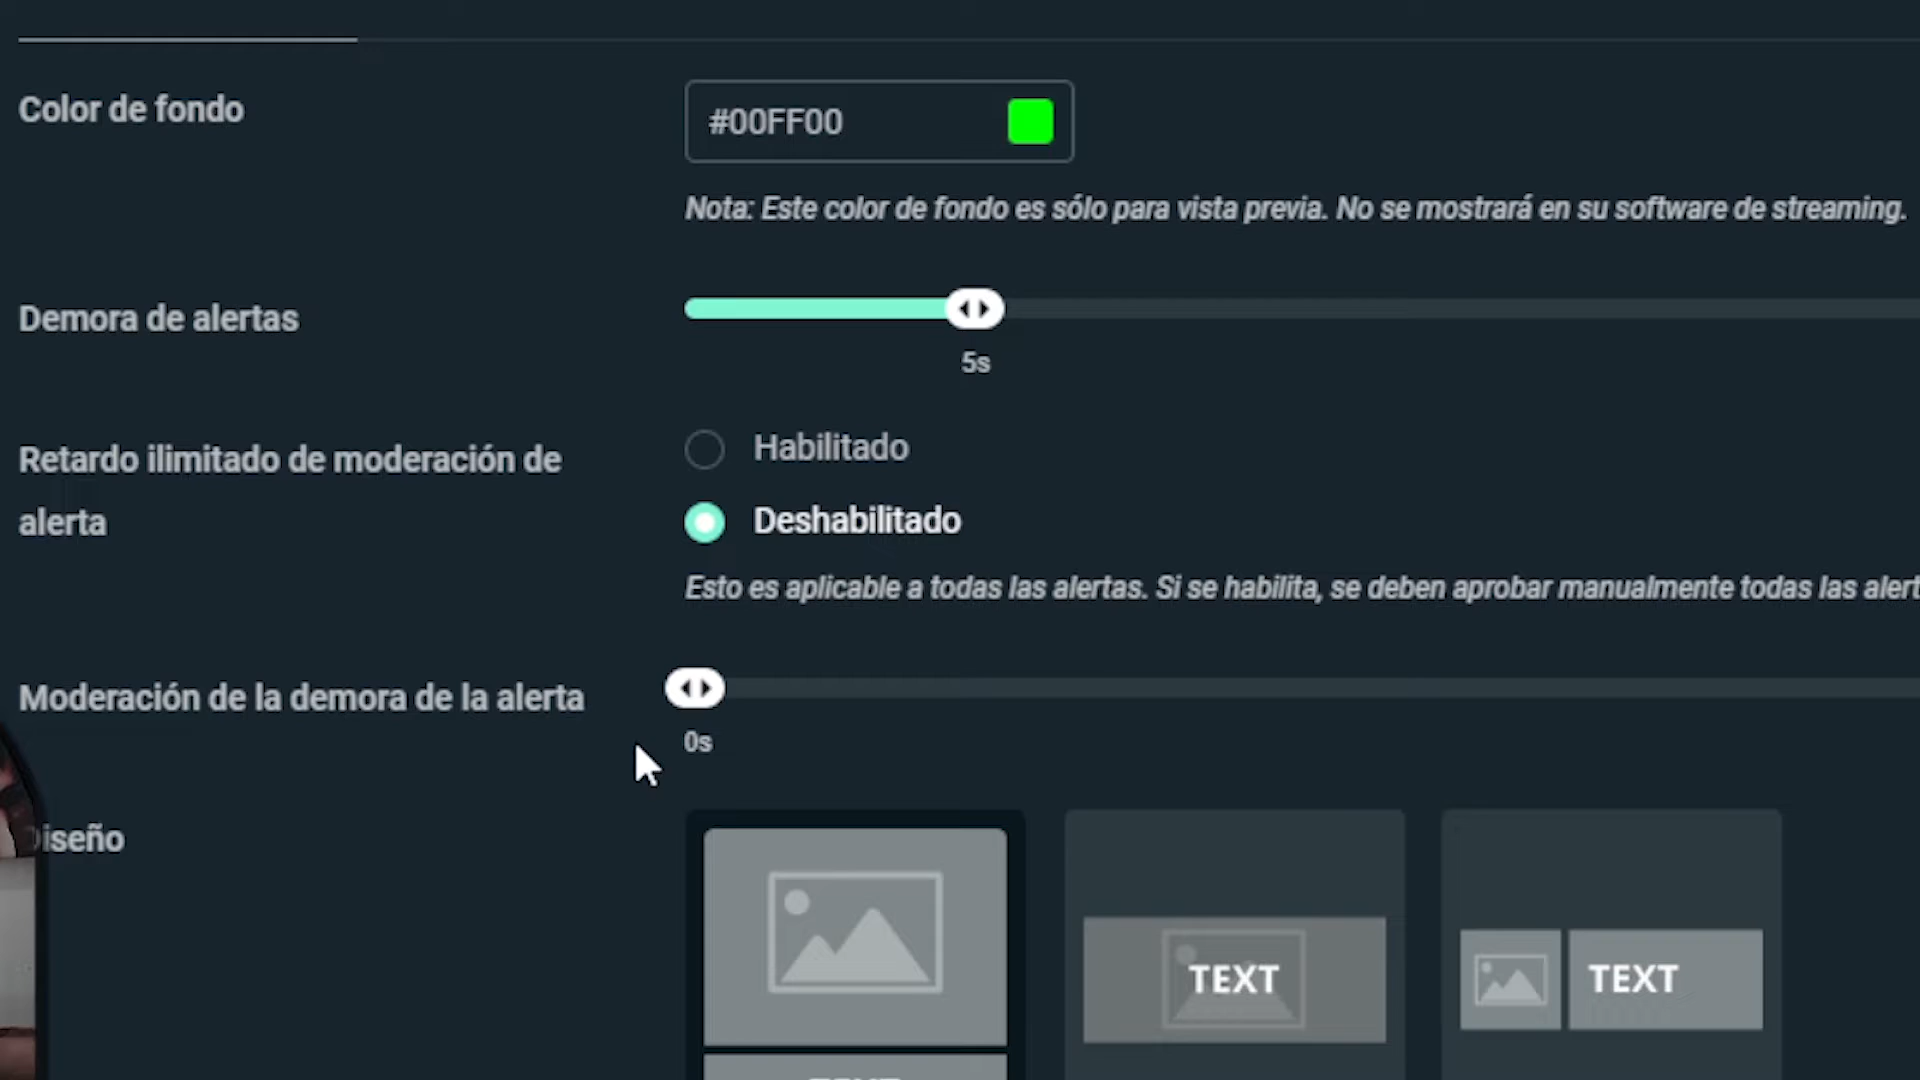 Color de fondo
#00FF00
Nota: Este color de fondo es sólo para vista previa. No se mostrará en su software de streaming.
Demora de alertas
5s
Retardo ilimitado de moderación de
alerta
Habilitado
Deshabilitado
Esto es aplicable a todas las alertas. Si se habilita, se deben aprobar manualmente todas las alert
Moderación de la demora de la alerta
0s
iseño
TEXT
TEXT